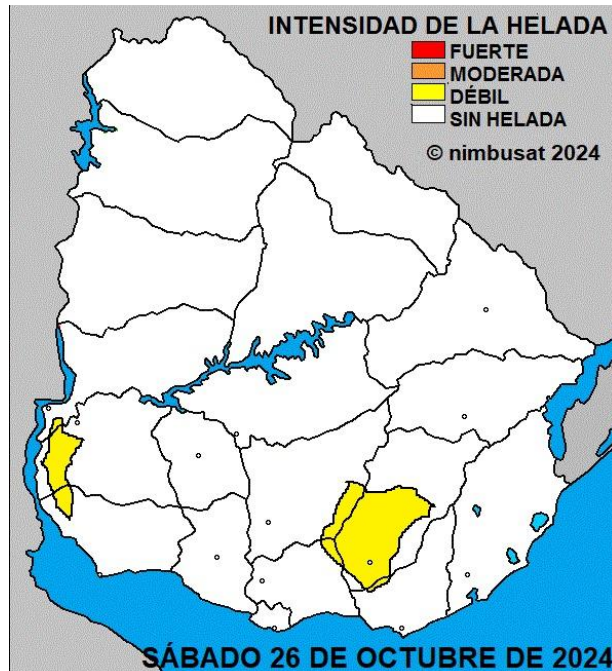 INTENSIDAD DE LA HELADA
FUERTE
MODERADA
DÉBIL
SIN HELADA
© nimbusat 2024
SÁBADO 26 DE OCTUBRE DE 2024